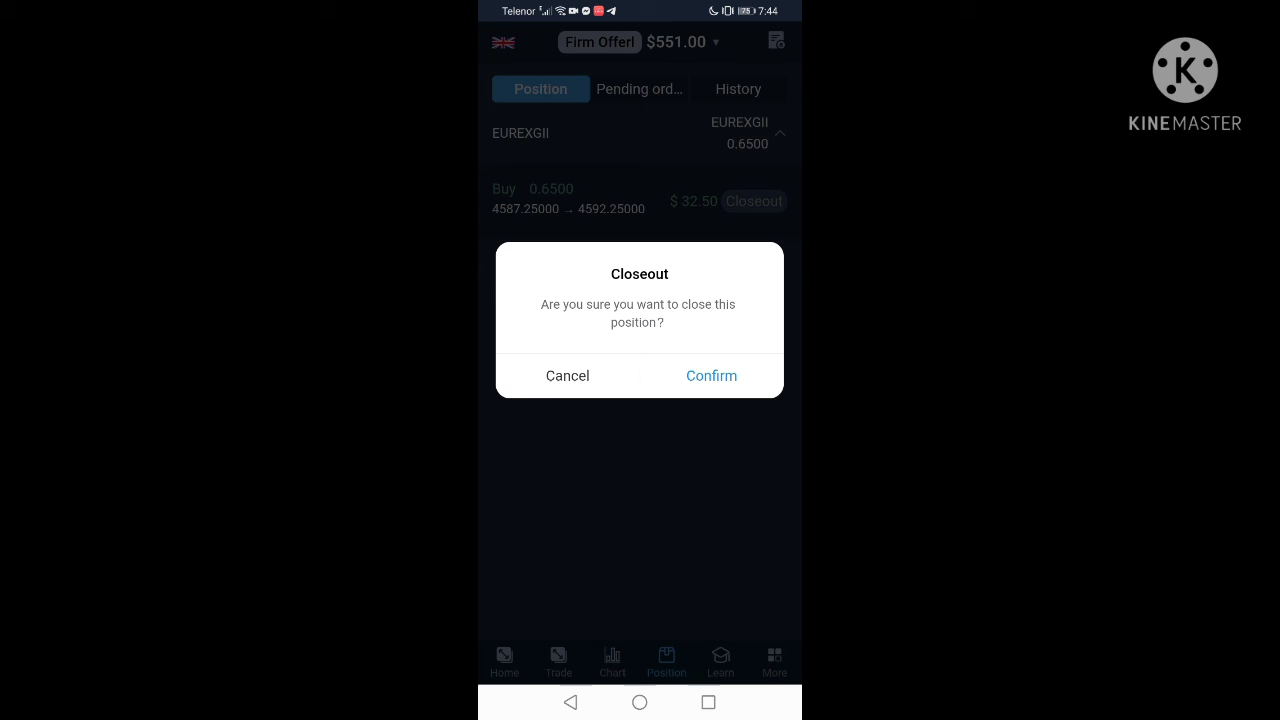 Telenor 75 7:44
Firm Offerl $551.00
Position Pending ord... History
EUREXGII
EUREXGII
0.6500
Buy 0.6500
4587.25000 → 4592.25000
$ 32.50 Closeout
Closeout
Are you sure you want to close this
position?
Cancel Confirm
Home Trade Chart Position Learn More
K
KINEMASTER